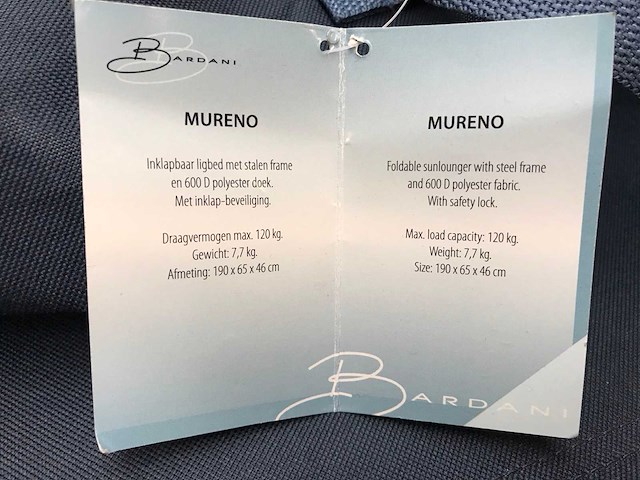 BARDANI
MURENO
Inklapbaar ligbed met stalen frame
en 600 D polyester doek.
Met inklap-beveiliging.
Draagvermogen max. 120 kg.
Gewicht: 7,7 kg.
Afmeting: 190 x 65 x 46 cm
MURENO
Foldable sunlounger with steel frame
and 600 D polyester fabric.
With safety lock.
Max. load capacity: 120 kg.
Weight: 7,7 kg.
Size: 190 x 65 x 46 cm
BARDANI